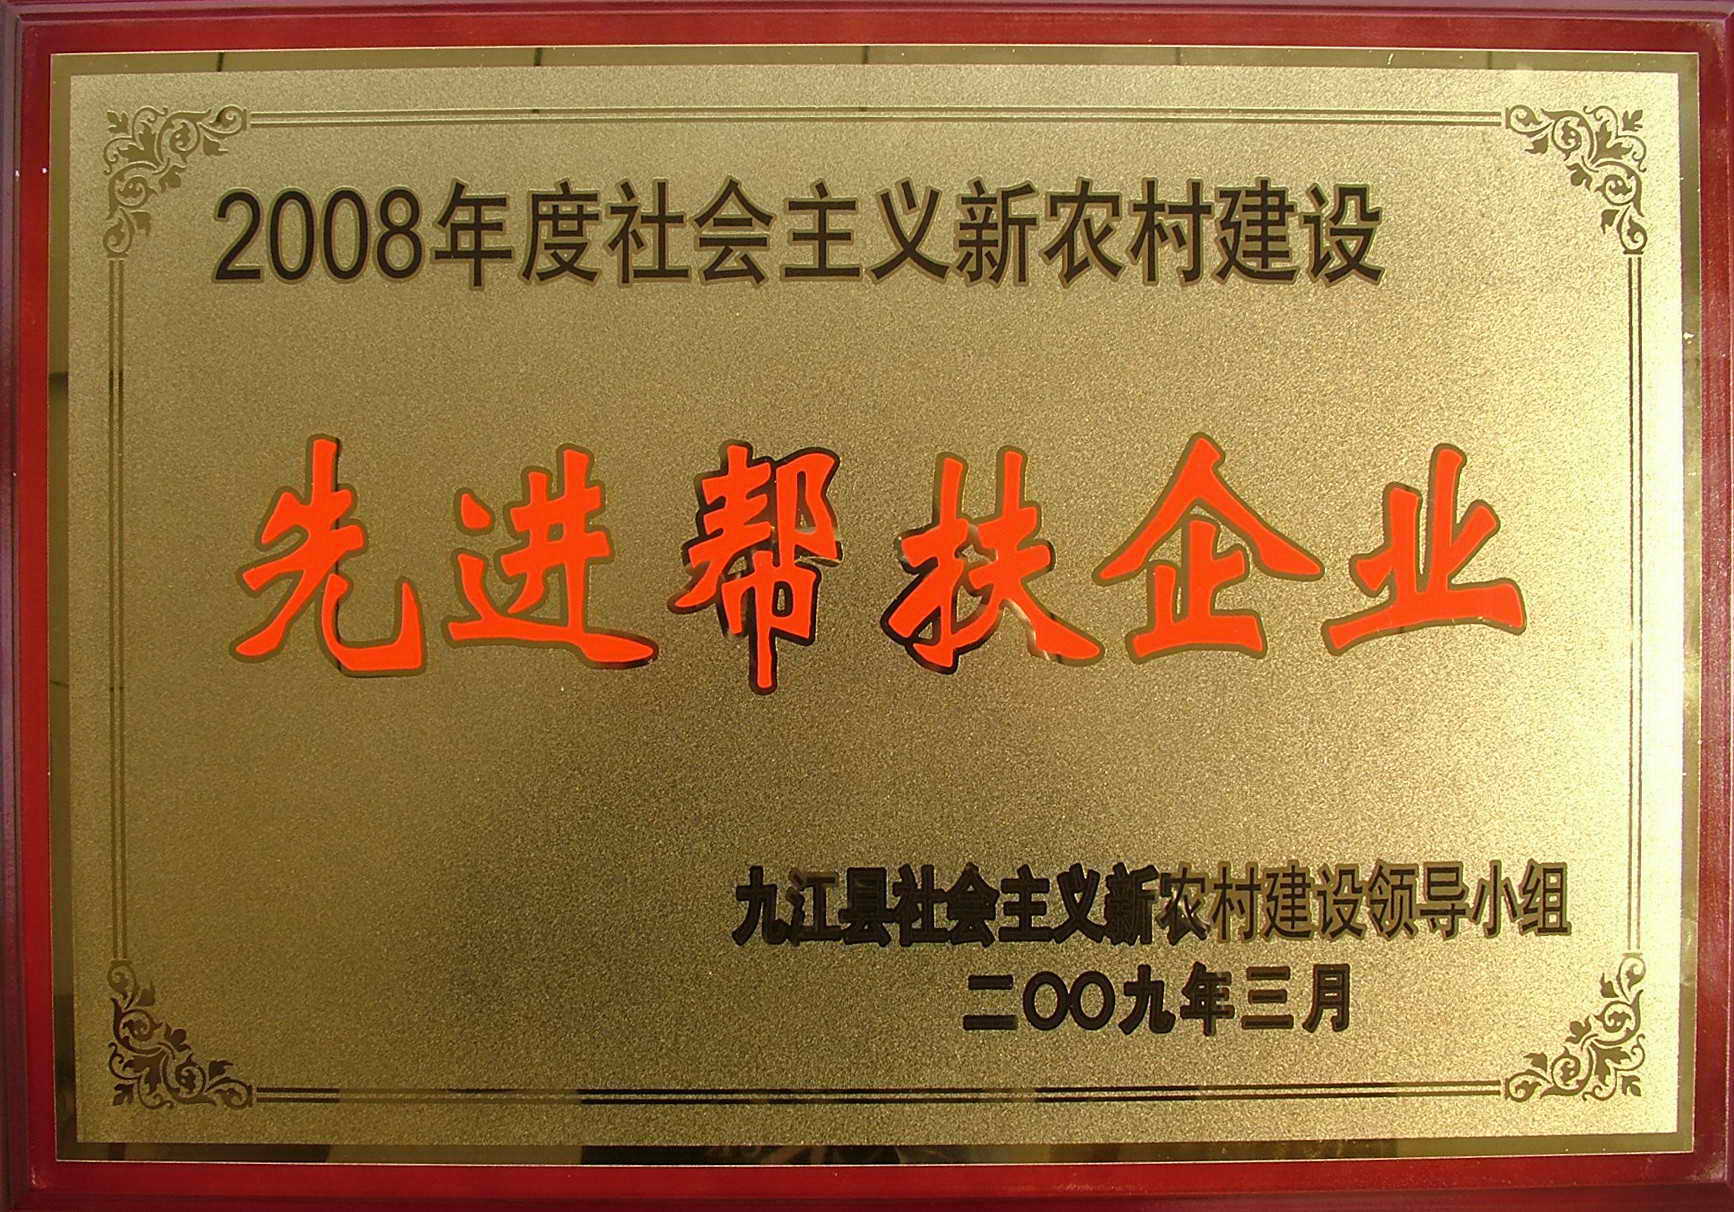 2008年度社会主义新农村建设
先进帮扶企业
九江县社会主义新农村建设领导小组
二〇〇九年三月